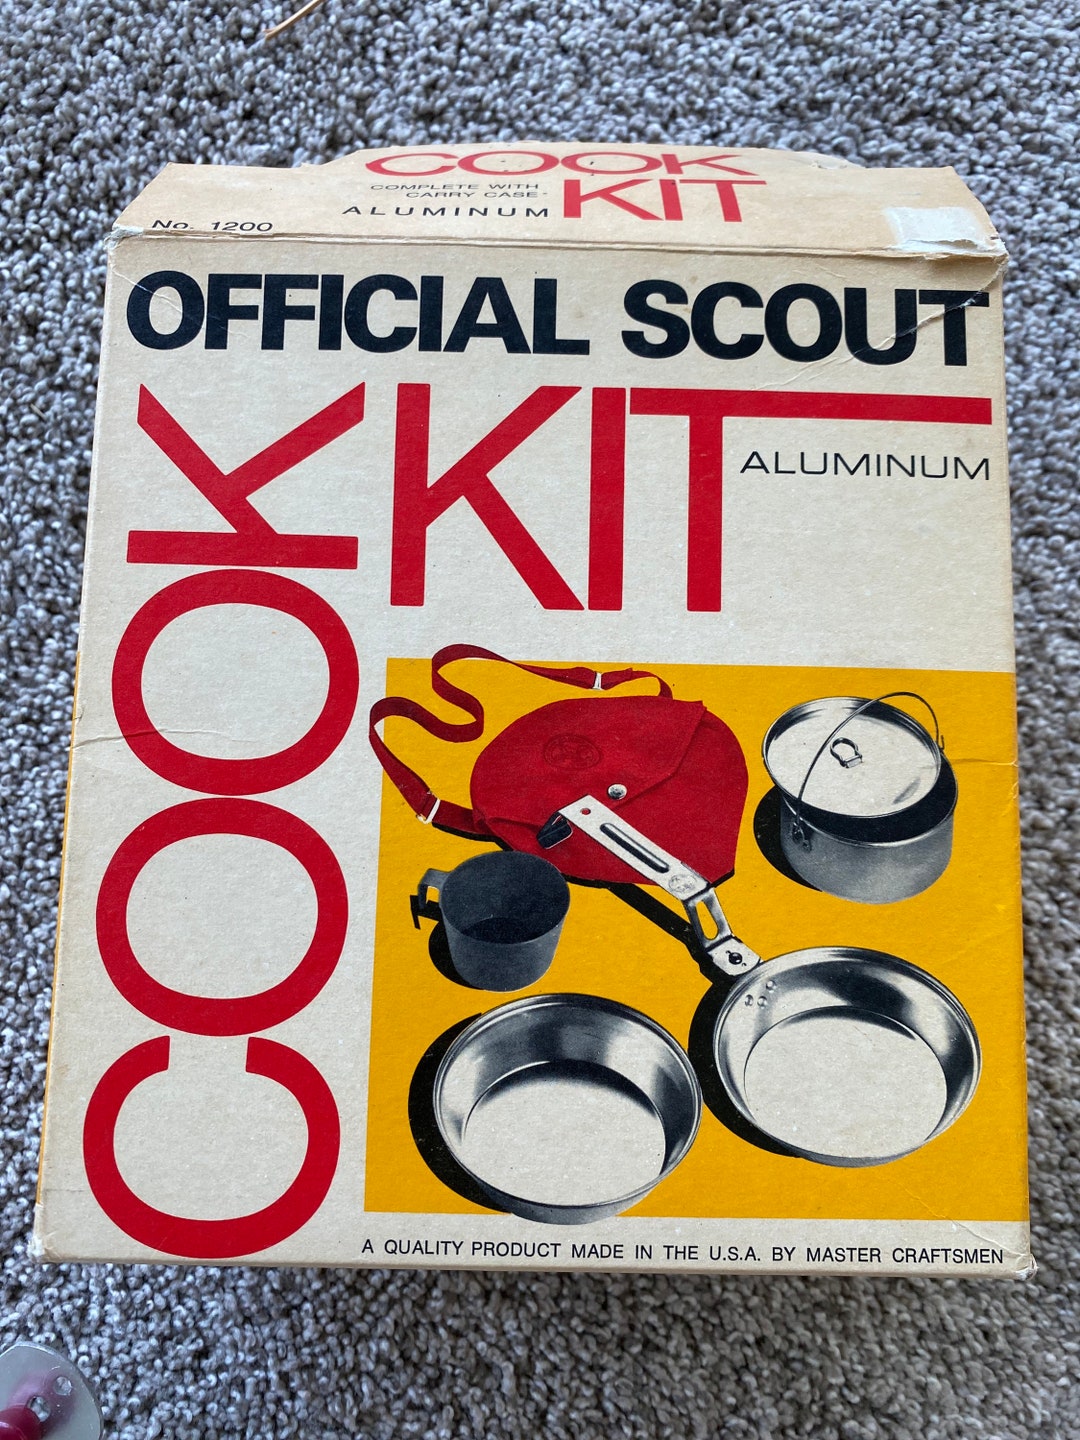 COOK
COMPLETE WITH
CARRY CASE
KIT
ALUMINUM
No. 1200
OFFICIAL SCOUT
COOK
KIT
ALUMINUM
A QUALITY PRODUCT MADE IN THE U.S.A. BY MASTER CRAFTSMEN